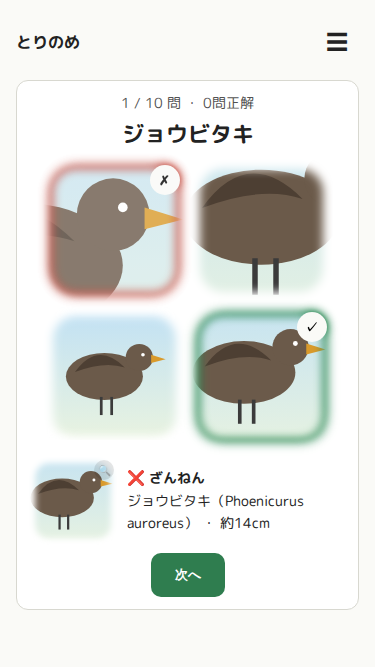 とりのめ
1 / 10 問 · 0問正解
ジョウビタキ
✗
✓
❌ ざんねん
ジョウビタキ（Phoenicurus
auroreus） · 約14cm
次へ